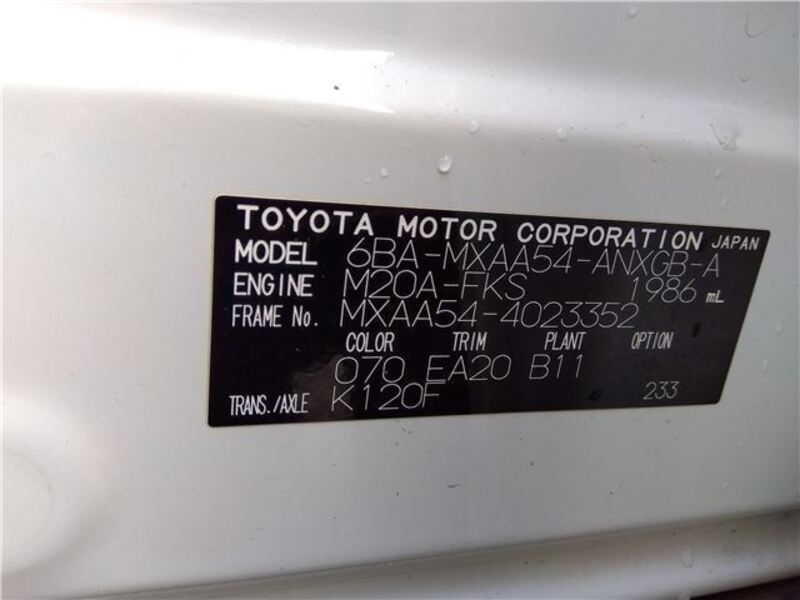 TOYOTA MOTOR CORPORATION JAPAN
MODEL 6BA-MXAA54-ANXGB-A
ENGINE M20A-FKS 1986 mL
FRAME No. MXAA54-4023352
COLOR TRIM PLANT OPTION
070 EA20 B11
TRANS./AXLE K120F 233